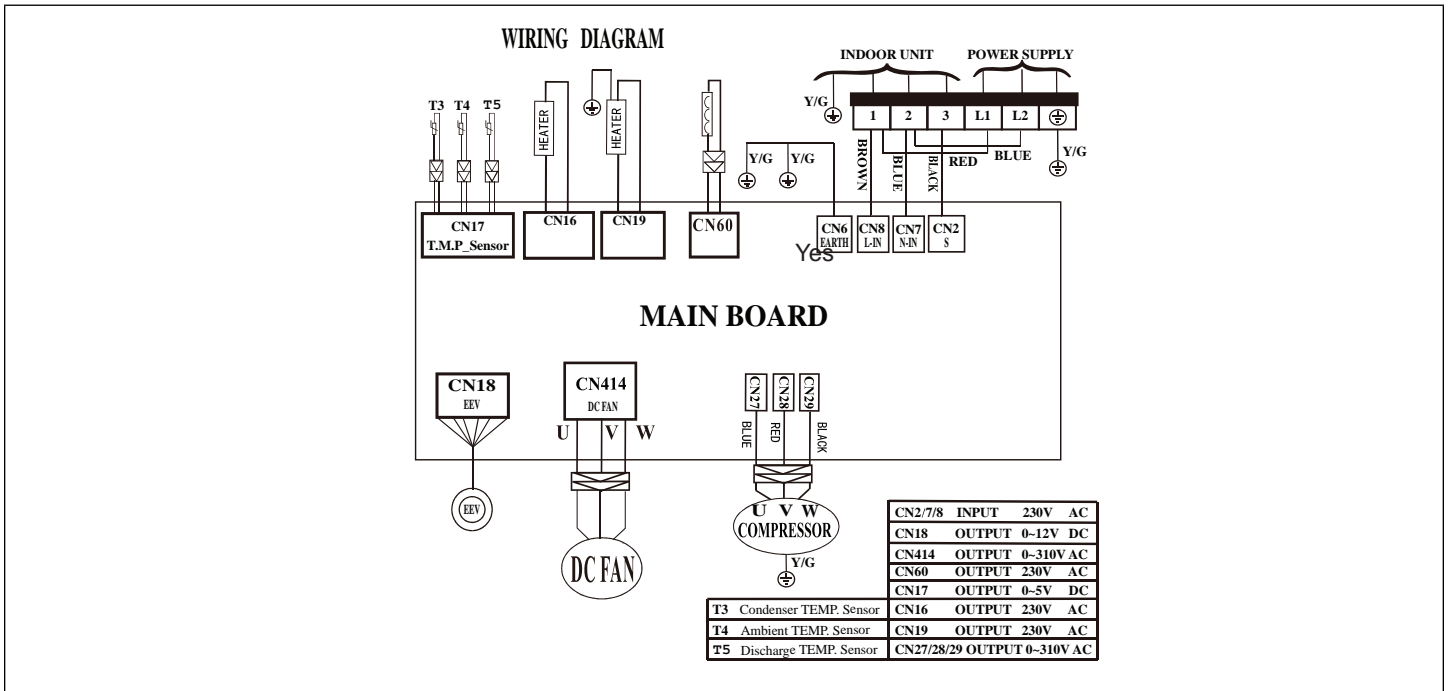 WIRING DIAGRAM
INDOOR UNIT POWER SUPPLY
T3 T4 T5
HEATER
HEATER
Y/G
1 2 3 L1 L2
Y/G Y/G
BROWN
BLUE
BLACK
RED
BLUE
Y/G
CN17
T.M.P_Sensor
CN16
CN19
CN60
CN6
EARTH
CN8
L-IN
CN7
N-IN
CN2
S
Yes
MAIN BOARD
CN18
EEV
CN414
DC FAN
U V W
CN27
CN28
CN29
BLUE
RED
BLACK
EEV
DC FAN
U V W
COMPRESSOR
Y/G
CN2/7/8 INPUT 230V AC
CN18 OUTPUT 0~12V DC
CN414 OUTPUT 0~310V AC
CN60 OUTPUT 230V AC
CN17 OUTPUT 0~5V DC
T3 Condenser TEMP. Sensor CN16 OUTPUT 230V AC
T4 Ambient TEMP. Sensor CN19 OUTPUT 230V AC
T5 Discharge TEMP. Sensor CN27/28/29 OUTPUT 0~310V AC